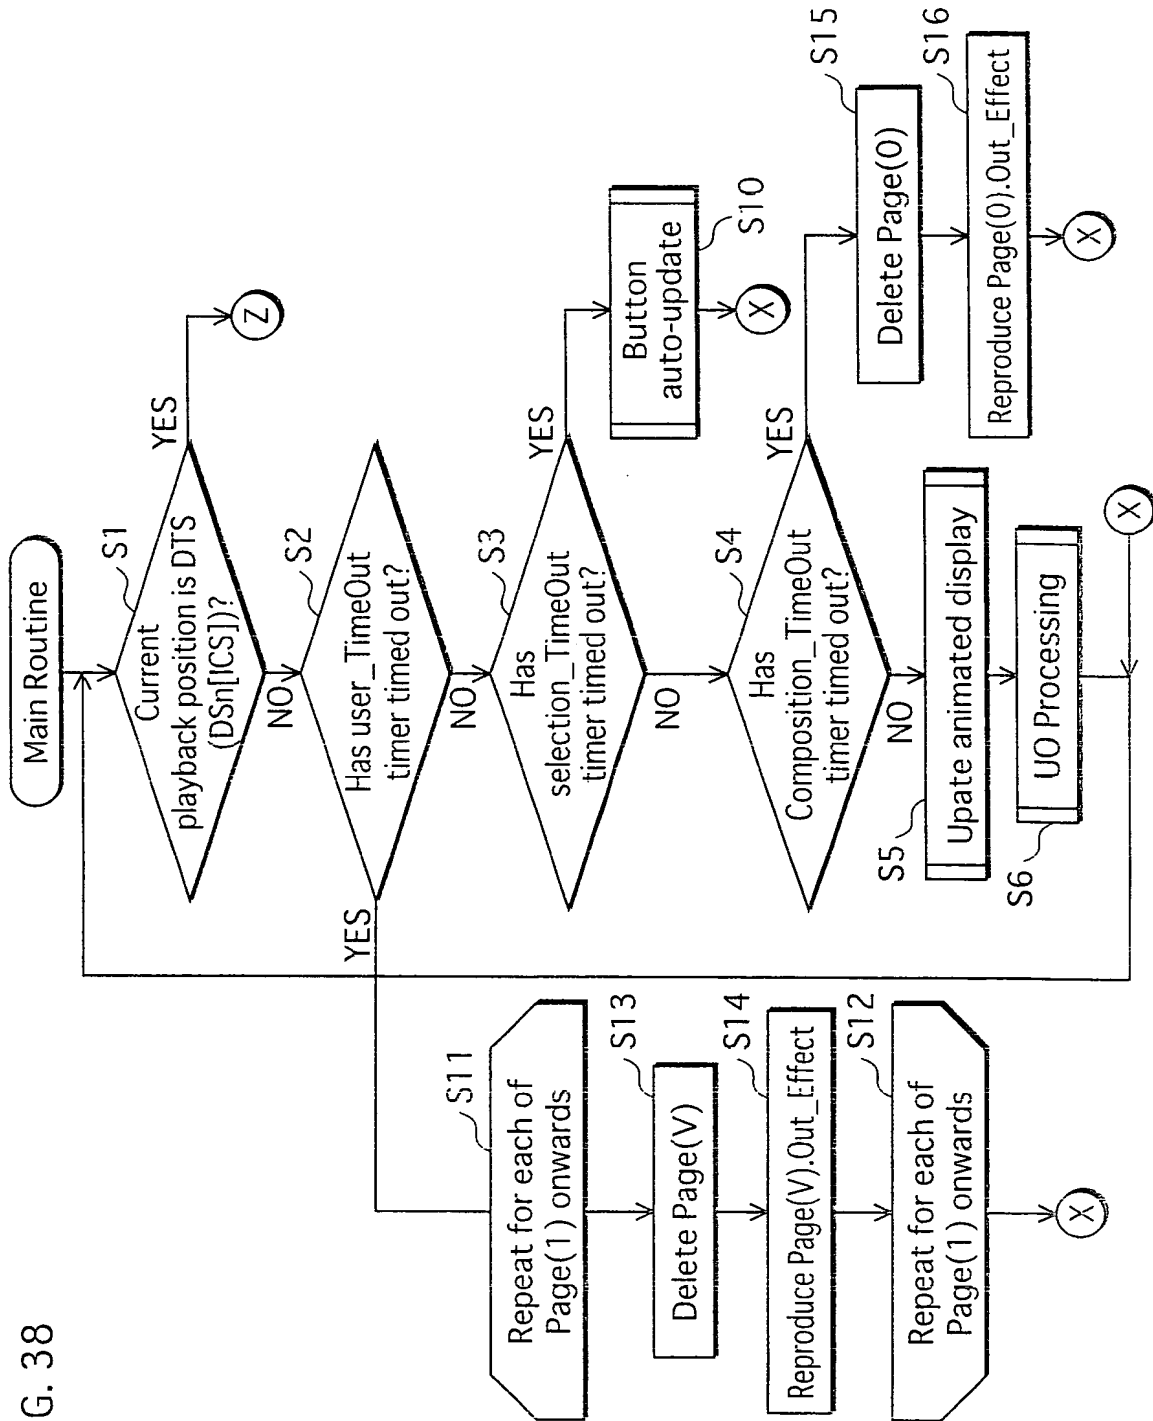 G. 38
Main Routine
S1
Current
playback position is DTS
(DSn[ICS])?
YES
Z
NO
S2
Has user_TimeOut
timer timed out?
YES
NO
S3
Has
selection_TimeOut
timer timed out?
YES
NO
Button
auto-update
S10
X
S4
Has
Composition_TimeOut
timer timed out?
YES
NO
Delete Page(0)
S15
Reproduce Page(0).Out_Effect
S16
X
S5
Upate animated display
S6
UO Processing
X
S11
Repeat for each of
Page(1) onwards
S13
Delete Page(V)
S14
Reproduce Page(V).Out_Effect
S12
Repeat for each of
Page(1) onwards
X